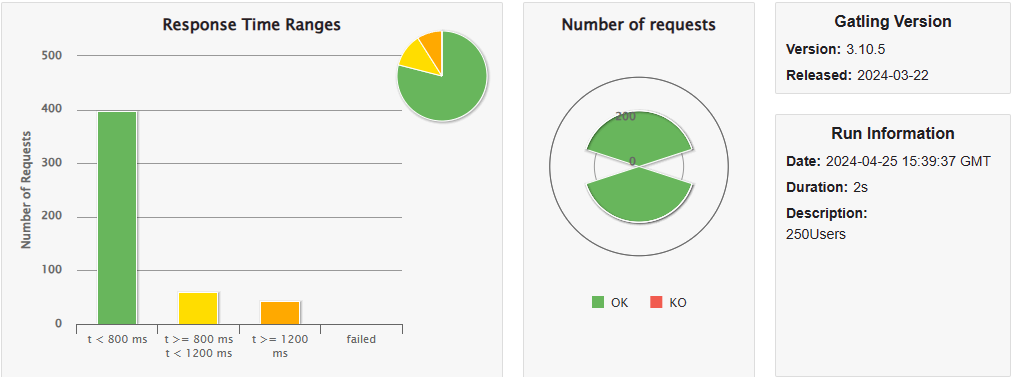 Response Time Ranges
500
400
300
200
100
0
Number of Requests
t < 800 ms
t >= 800 ms
t < 1200 ms
t >= 1200
ms
failed
Number of requests
200
0
OK
KO
Gatling Version
Version: 3.10.5
Released: 2024-03-22
Run Information
Date: 2024-04-25 15:39:37 GMT
Duration: 2s
Description:
250Users